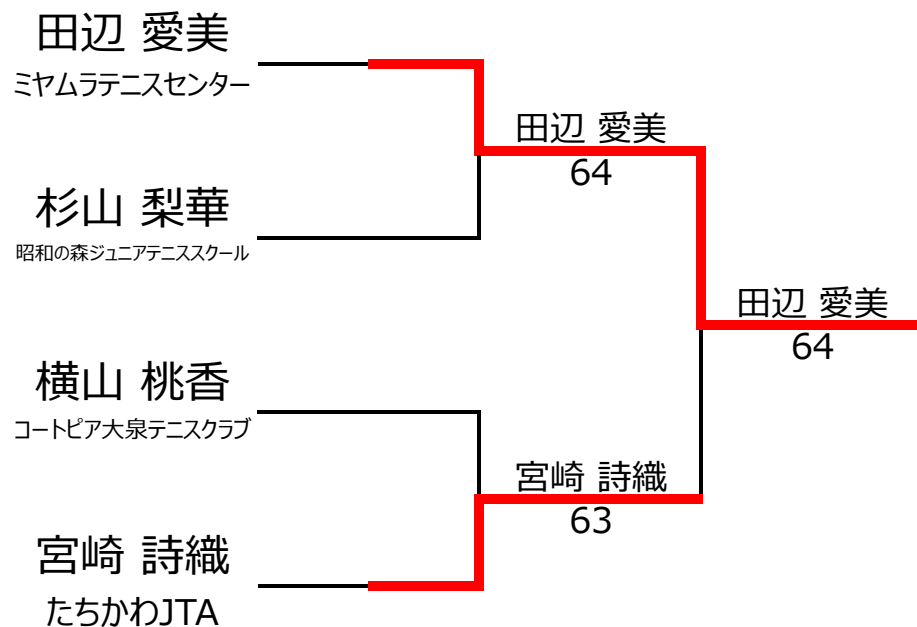 田辺 愛美
ミヤムラテニスセンター
田辺 愛美
64
杉山 梨華
昭和の森ジュニアテニススクール
田辺 愛美
64
横山 桃香
コートピア大泉テニスクラブ
宮崎 詩織
63
宮崎 詩織
たちかわJTA